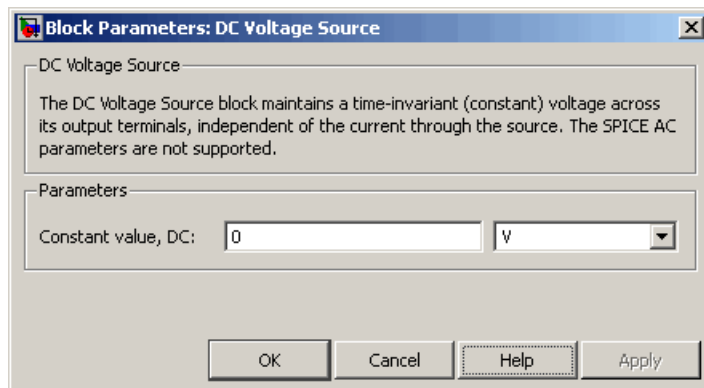 Block Parameters: DC Voltage Source
DC Voltage Source
The DC Voltage Source block maintains a time-invariant (constant) voltage across
its output terminals, independent of the current through the source. The SPICE AC
parameters are not supported.
Parameters
Constant value, DC: 0 V
OK Cancel Help Apply